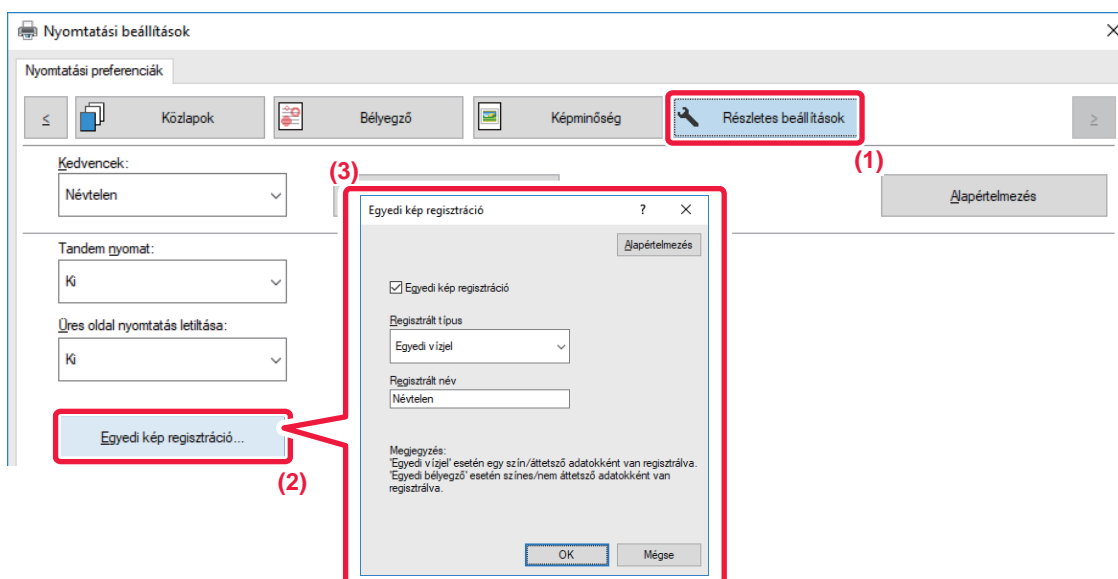 Nyomtatási beállítások
Nyomtatási preferenciák
< Közlapok Bélyegző Képminőség Részletes beállítások >
(1)
Kedvencek:
Névtelen
Alapértelmezés
Tandem nyomat:
Ki
Üres oldal nyomtatás letiltása:
Ki
Egyedi kép regisztráció...
(2)
(3)
Egyedi kép regisztráció ?
Alapértelmezés
Egyedi kép regisztráció
Regisztrált típus
Egyedi vízjel
Regisztrált név
Névtelen
Megjegyzés:
'Egyedi vízjel' esetén egy szín/áttetsző adatokként van regisztrálva.
'Egyedi bélyegző' esetén színes/nem áttetsző adatokként van
regisztrálva.
OK Mégse